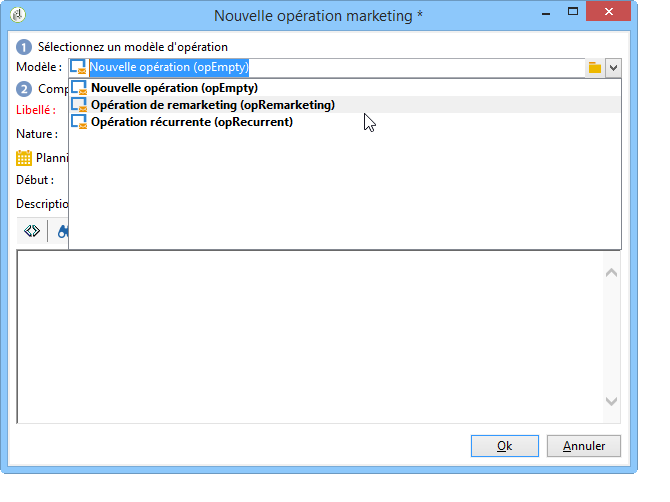 Nouvelle opération marketing *
1 Sélectionnez un modèle d'opération
Modèle : Nouvelle opération (opEmpty)
Nouvelle opération (opEmpty)
Opération de remarketing (opRemarketing)
Opération récurrente (opRecurrent)
2 Comp
Libellé :
Nature :
Planni
Début :
Descriptio
Ok Annuler